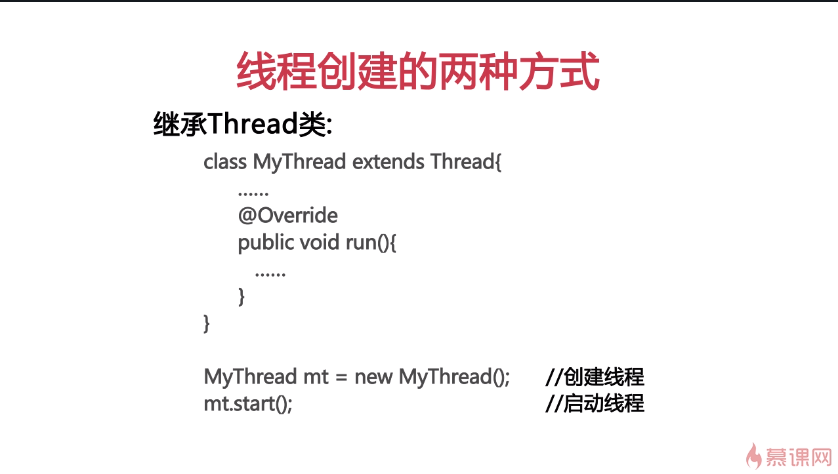 线程创建的两种方式
继承Thread类:
class MyThread extends Thread{
......
@Override
public void run(){
......
}
}
MyThread mt = new MyThread(); //创建线程
mt.start(); //启动线程
慕课网